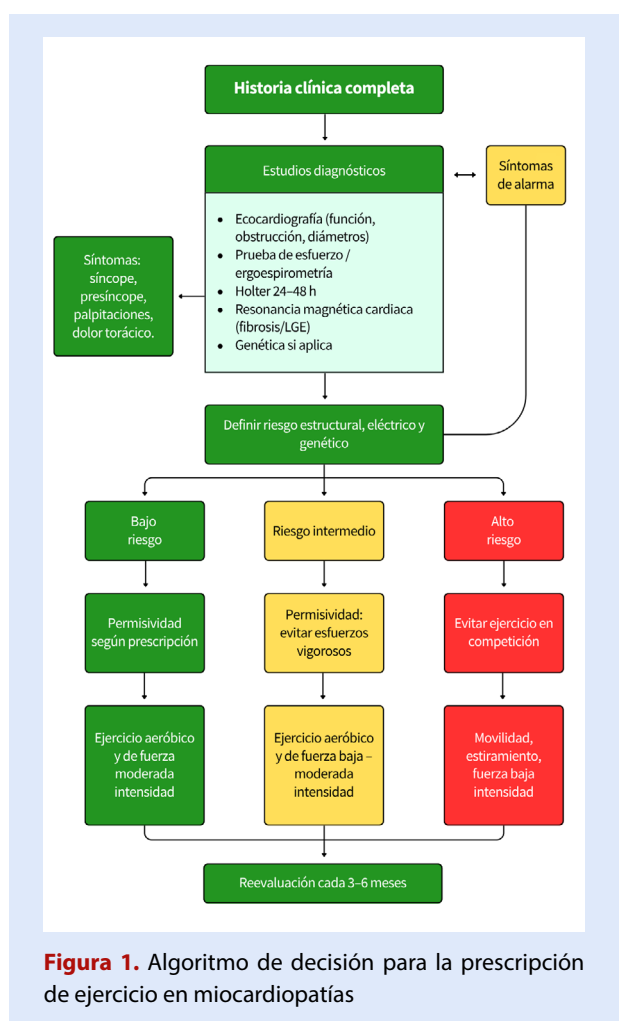 Historia clínica completa
Estudios diagnósticos
Síntomas
de alarma
• Ecocardiografía (función,
obstrucción, diámetros)
• Prueba de esfuerzo /
ergoespirometría
• Holter 24–48 h
• Resonancia magnética cardiaca
(fibrosis/LGE)
• Genética si aplica
Síntomas:
síncope,
presíncope,
palpitaciones,
dolor torácico.
Definir riesgo estructural, eléctrico y
genético
Bajo
riesgo
Riesgo intermedio
Alto
riesgo
Permisividad
según prescripción
Permisividad:
evitar esfuerzos
vigorosos
Evitar ejercicio en
competición
Ejercicio aeróbico
y de fuerza
moderada
intensidad
Ejercicio aeróbico
y de fuerza baja –
moderada
intensidad
Movilidad,
estiramiento,
fuerza baja
intensidad
Reevaluación cada 3–6 meses
Figura 1. Algoritmo de decisión para la prescripción
de ejercicio en miocardiopatías